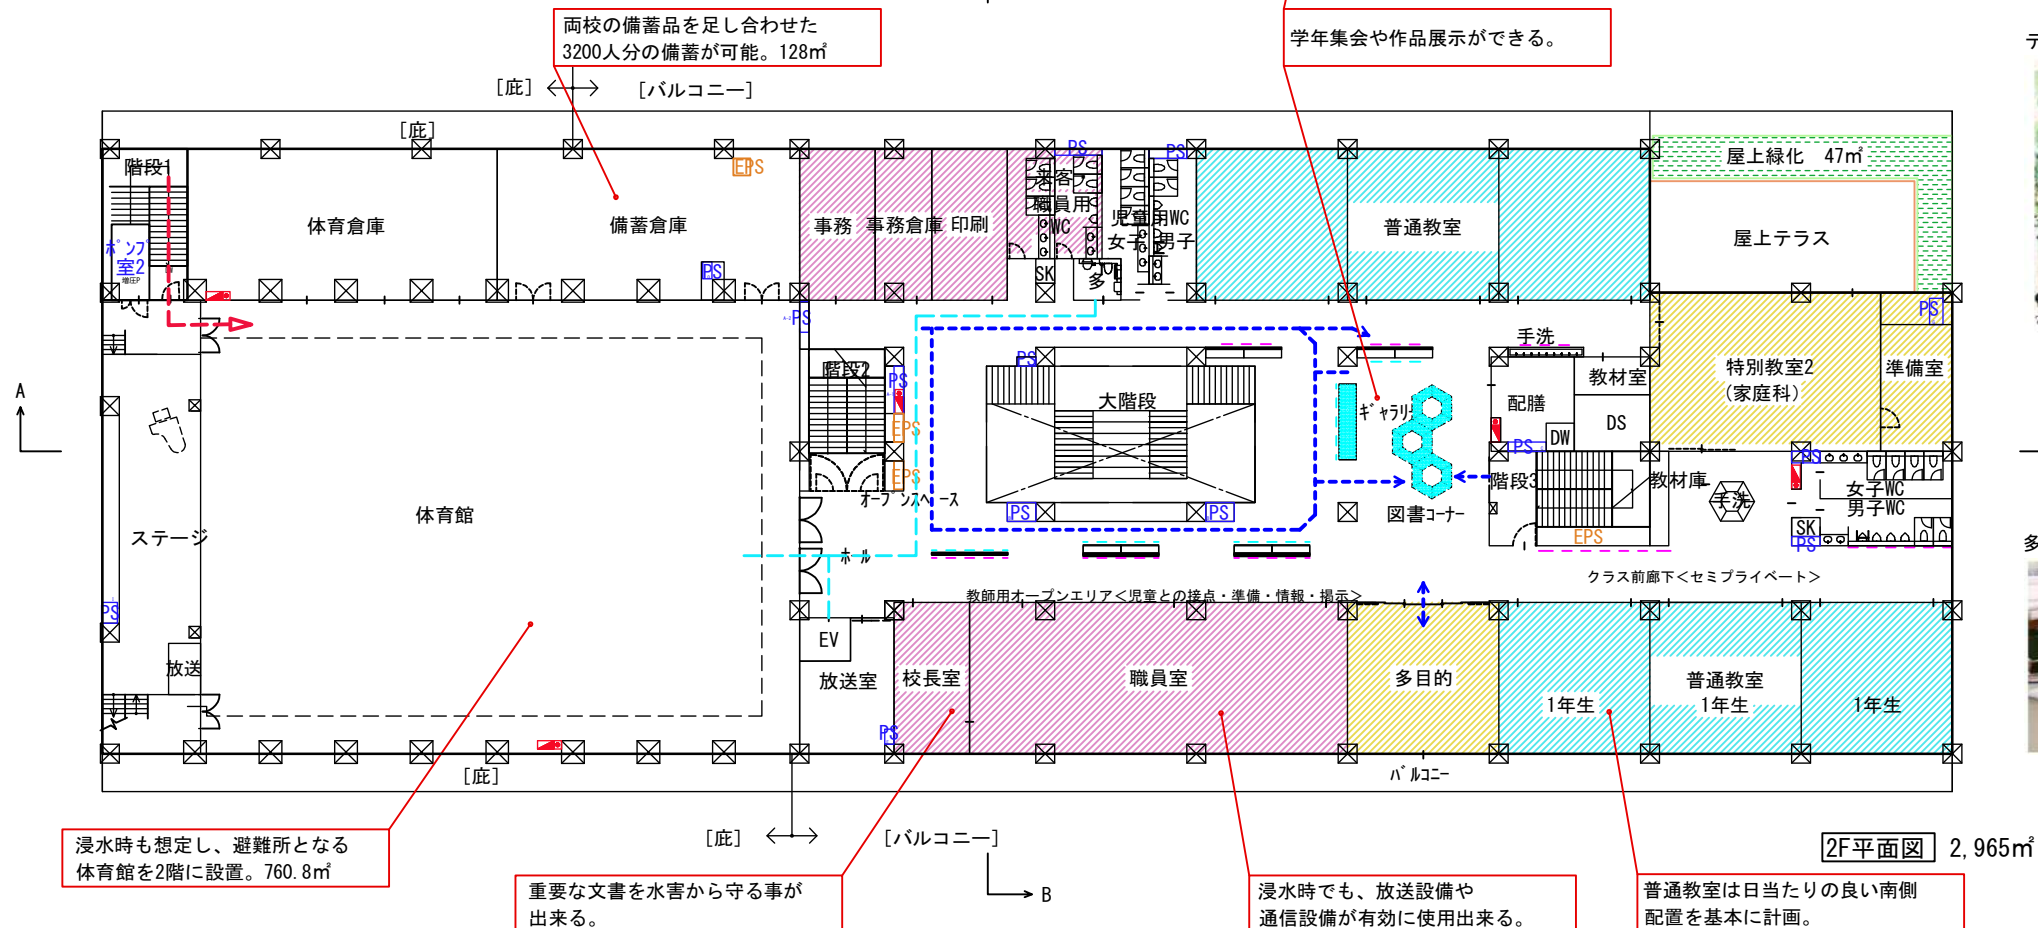 両校の備蓄品を足し合わせた
3200人分の備蓄が可能。128㎡
学年集会や作品展示ができる。
[庇]
[バルコニー]
[庇]
階段1
体育倉庫
備蓄倉庫
EPS
事務
事務倉庫
印刷
PS
来客・
職員用
WC
PS
児童用WC
女子
男子
普通教室
屋上緑化 47㎡
屋上テラス
ポンプ
室2
増圧P
PS
SK
多
PS
PS
手洗
特別教室2
(家庭科)
準備室
A
階段2
PS
PS
EPS
EPS
大階段
ギャラリー
教材室
配膳
DS
DW
PS
オープンスペース
PS
PS
図書コーナー
階段3
教材庫
手洗
PS
女子WC
男子WC
SK
PS
EPS
体育館
ステージ
ホール
クラス前廊下<セミプライベート>
教師用オープンエリア<児童との接点・準備・情報・掲示>
PS
EV
放送
放送室
校長室
職員室
多目的
1年生
普通教室
1年生
1年生
PS
バルコニー
[庇]
[庇]
[バルコニー]
B
2F平面図 2,965㎡
浸水時も想定し、避難所となる
体育館を2階に設置。760.8㎡
重要な文書を水害から守る事が
出来る。
浸水時でも、放送設備や
通信設備が有効に使用出来る。
普通教室は日当たりの良い南側
配置を基本に計画。